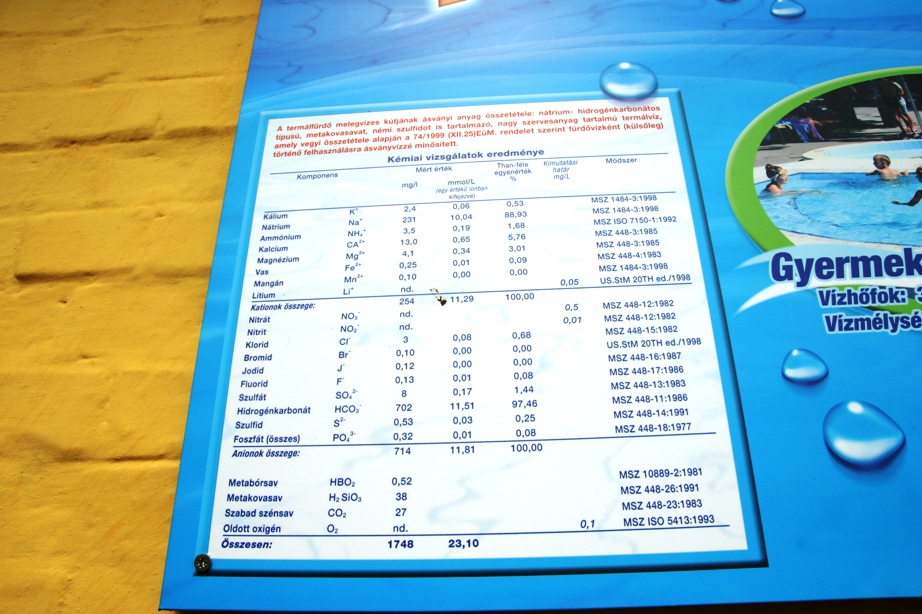 A termálfürdő melegvizes kútjának ásványi anyag összetétele: nátrium- hidrogénkarbonátos
típusú, metakovasavat, némi szulfidot is tartalmazó, nagy szervesanyag tartalmú termálvíz,
amely vegyi összetétele alapján a 74/1999 (XII.25)EüM. rendelet szerint fürdővízként (külsőleg)
történő felhasználásra ásványvízzé minősített.
Kémiai vizsgálatok eredménye
Komponens Mért érték Than-féle egyenérték % Kimutatási határ mg/L Módszer
mg/l mmol/L
(egy értékű ionban kifejezve)
Kálium K+ 2,4 0,06 0,53 MSZ 1484-3:1998
Nátrium Na+ 231 10,04 88,93 MSZ 1484-3:1998
Ammónium NH4+ 3,5 0,19 1,68 MSZ ISO 7150-1:1992
Kalcium CA2+ 13,0 0,65 5,76 MSZ 448-3:1985
Magnézium Mg2+ 4,1 0,34 3,01 MSZ 448-3:1985
Vas Fe2+ 0,25 0,01 0,09 MSZ 448-4:1983
Mangán Mn2+ 0,10 0,00 0,00 MSZ 1484-3:1998
Lítium Li+ nd. 0,05 US.StM 20TH ed./1998
Kationok összege: 254 11,29 100,00
Nitrát NO3- nd. 0,5 MSZ 448-12:1982
Nitrit NO2- nd. 0,01 MSZ 448-12:1982
Klorid Cl- 3 0,08 0,68 MSZ 448-15:1982
Bromid Br- 0,10 0,00 0,00 US.StM 20TH ed./1998
Jodid J- 0,12 0,00 0,00 MSZ 448-16:1987
Fluorid F- 0,13 0,01 0,08 MSZ 448-17:1986
Szulfát SO42- 8 0,17 1,44 MSZ 448-13:1983
Hidrogénkarbonát HCO3- 702 11,51 97,46 MSZ 448-11:1986
Szulfid S2- 0,53 0,03 0,25 MSZ 448-14:1991
Foszfát (összes) PO43- 0,32 0,01 0,08 MSZ 448-18:1977
Anionok összege: 714 11,81 100,00
Metabórsav HBO2 0,52 MSZ 10889-2:1981
Metakovasav H2SiO3 38 MSZ 448-26:1991
Szabad szénsav CO2 27 MSZ 448-23:1983
Oldott oxigén O2 nd. 0,1 MSZ ISO 5413:1993
Összesen: 1748 23,10
Gyermek
Vízhőfok:
Vízmélysé